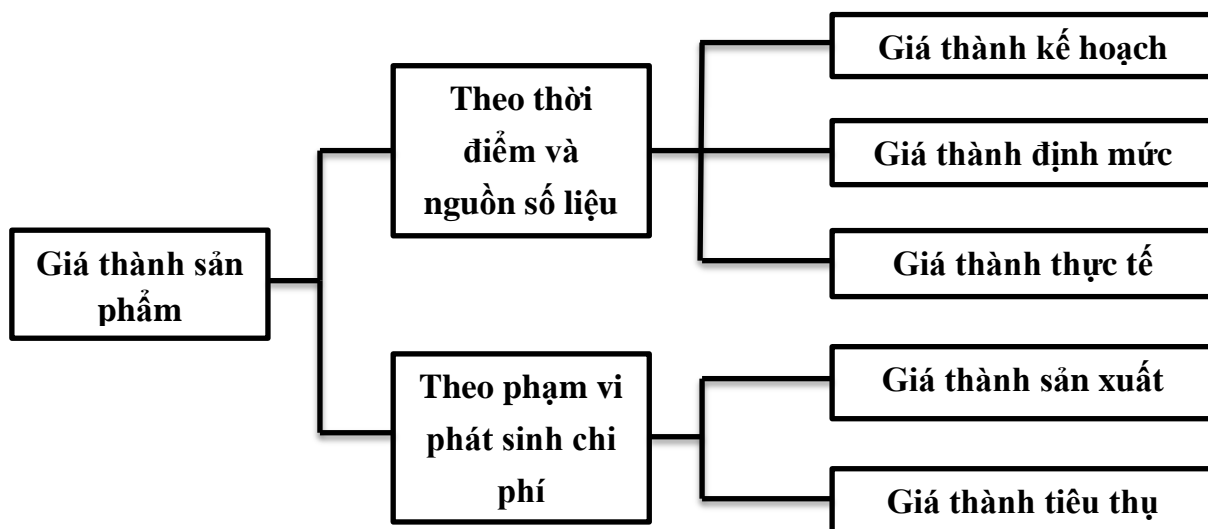 Giá thành sản
phẩm
Theo thời
điểm và
nguồn số liệu
Giá thành kế hoạch
Giá thành định mức
Giá thành thực tế
Theo phạm vi
phát sinh chi
phí
Giá thành sản xuất
Giá thành tiêu thụ